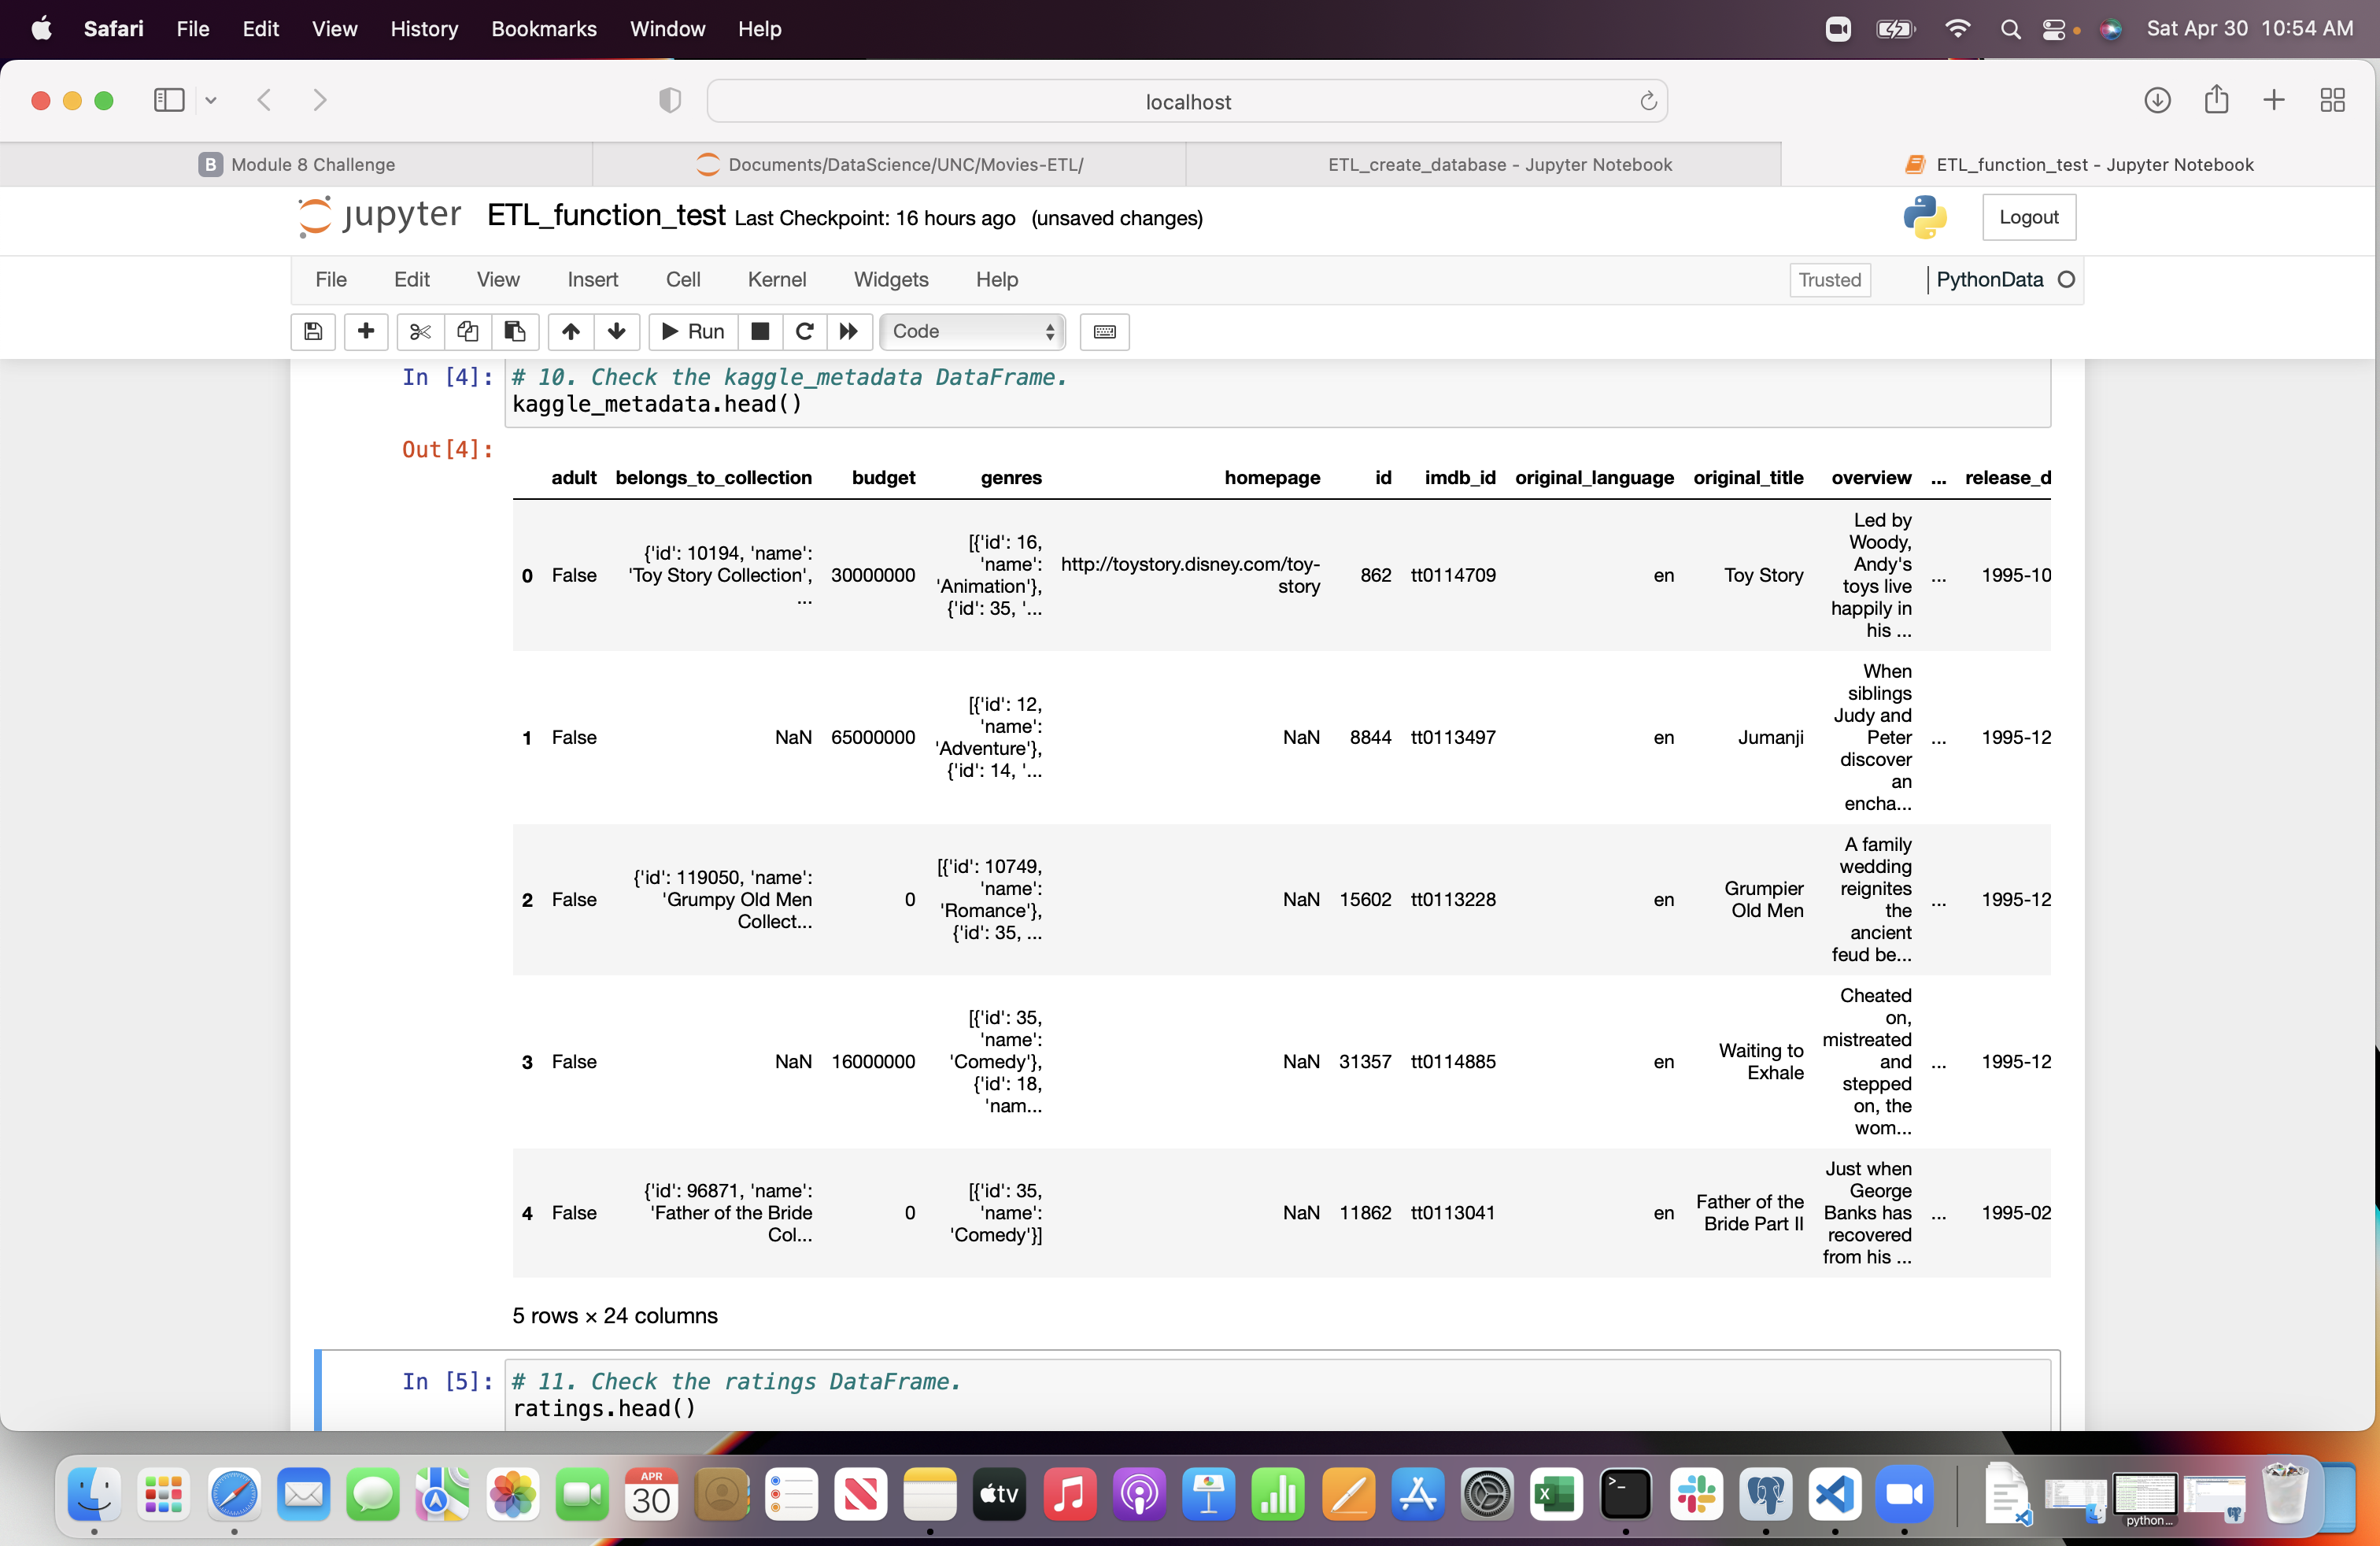 Safari File Edit View History Bookmarks Window Help Sat Apr 30 10:54 AM
localhost
B Module 8 Challenge Documents/DataScience/UNC/Movies-ETL/ ETL_create_database - Jupyter Notebook ETL_function_test - Jupyter Notebook
jupyter ETL_function_test Last Checkpoint: 16 hours ago (unsaved changes) Logout
File Edit View Insert Cell Kernel Widgets Help Trusted PythonData
Run Code
In [4]: # 10. Check the kaggle_metadata DataFrame.
kaggle_metadata.head()
Out[4]:
adult belongs_to_collection budget genres homepage id imdb_id original_language original_title overview ... release_d
0 False {'id': 10194, 'name': 'Toy Story Collection', ... 30000000 [{'id': 16, 'name': 'Animation'}, {'id': 35, '... http://toystory.disney.com/toy-story 862 tt0114709 en Toy Story Led by Woody, Andy's toys live happily in his ... ... 1995-10
1 False NaN 65000000 [{'id': 12, 'name': 'Adventure'}, {'id': 14, '... NaN 8844 tt0113497 en Jumanji When siblings Judy and Peter discover an encha... ... 1995-12
2 False {'id': 119050, 'name': 'Grumpy Old Men Collect... 0 [{'id': 10749, 'name': 'Romance'}, {'id': 35, ... NaN 15602 tt0113228 en Grumpier Old Men A family wedding reignites the ancient feud be... ... 1995-12
3 False NaN 16000000 [{'id': 35, 'name': 'Comedy'}, {'id': 18, 'nam... NaN 31357 tt0114885 en Waiting to Exhale Cheated on, mistreated and stepped on, the wom... ... 1995-12
4 False {'id': 96871, 'name': 'Father of the Bride Col... 0 [{'id': 35, 'name': 'Comedy'}] NaN 11862 tt0113041 en Father of the Bride Part II Just when George Banks has recovered from his ... ... 1995-02
5 rows × 24 columns
In [5]: # 11. Check the ratings DataFrame.
ratings.head()
APR
30
tv
python...